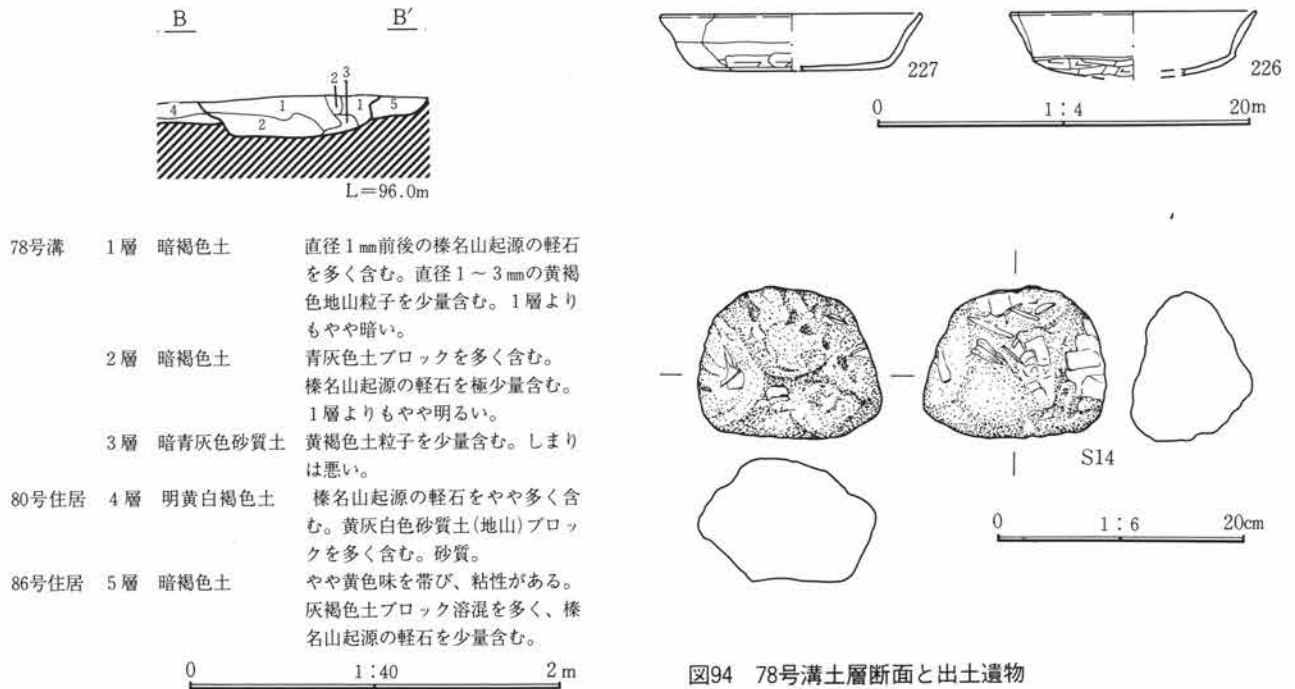 B B′
2 3
4 1 1 5
2
L＝96.0m
78号溝 1層 暗褐色土 直径1㎜前後の榛名山起源の軽石
を多く含む。直径1～3㎜の黄褐
色地山粒子を少量含む。1層より
もやや暗い。
2層 暗褐色土 青灰色土ブロックを多く含む。
榛名山起源の軽石を極少量含む。
1層よりもやや明るい。
3層 暗青灰色砂質土 黄褐色土粒子を少量含む。しまり
は悪い。
80号住居 4層 明黄白褐色土 榛名山起源の軽石をやや多く含
む。黄灰白色砂質土(地山)ブロッ
クを多く含む。砂質。
86号住居 5層 暗褐色土 やや黄色味を帯び、粘性がある。
灰褐色土ブロック溶混を多く、榛
名山起源の軽石を少量含む。
0 1：40 2m
227
226
0 1：4 20m
S14
0 1：6 20cm
図94 78号溝土層断面と出土遺物